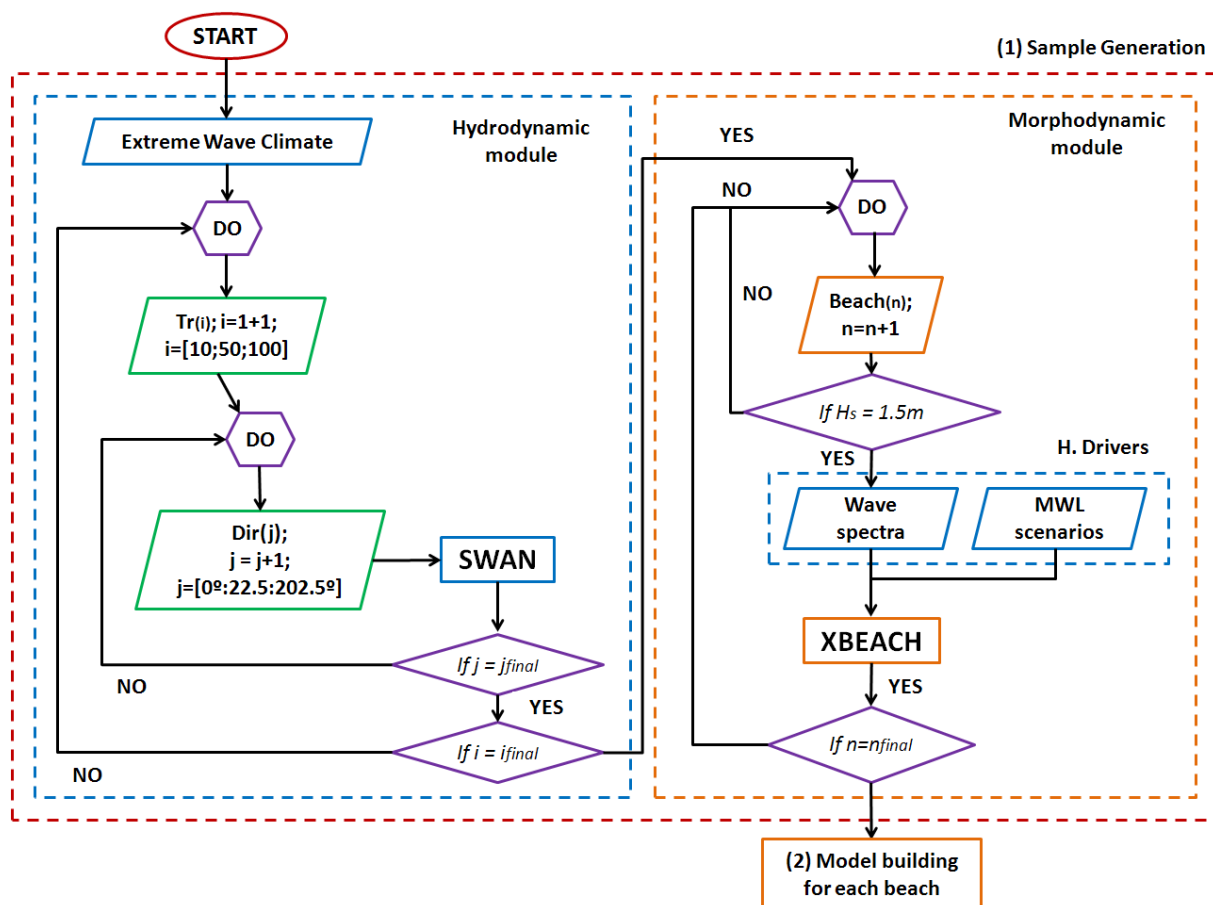 START
(1) Sample Generation
Hydrodynamic
module
Extreme Wave Climate
DO
Tr(i); i=1+1;
i=[10;50;100]
DO
Dir(j);
j = j+1;
j=[0º:22.5:202.5º]
SWAN
If j = jfinal
NO
YES
If i = ifinal
NO
Morphodynamic
module
YES
NO
DO
NO
Beach(n);
n=n+1
If Hs = 1.5m
YES
H. Drivers
Wave
spectra
MWL
scenarios
XBEACH
YES
If n=nfinal
(2) Model building
for each beach